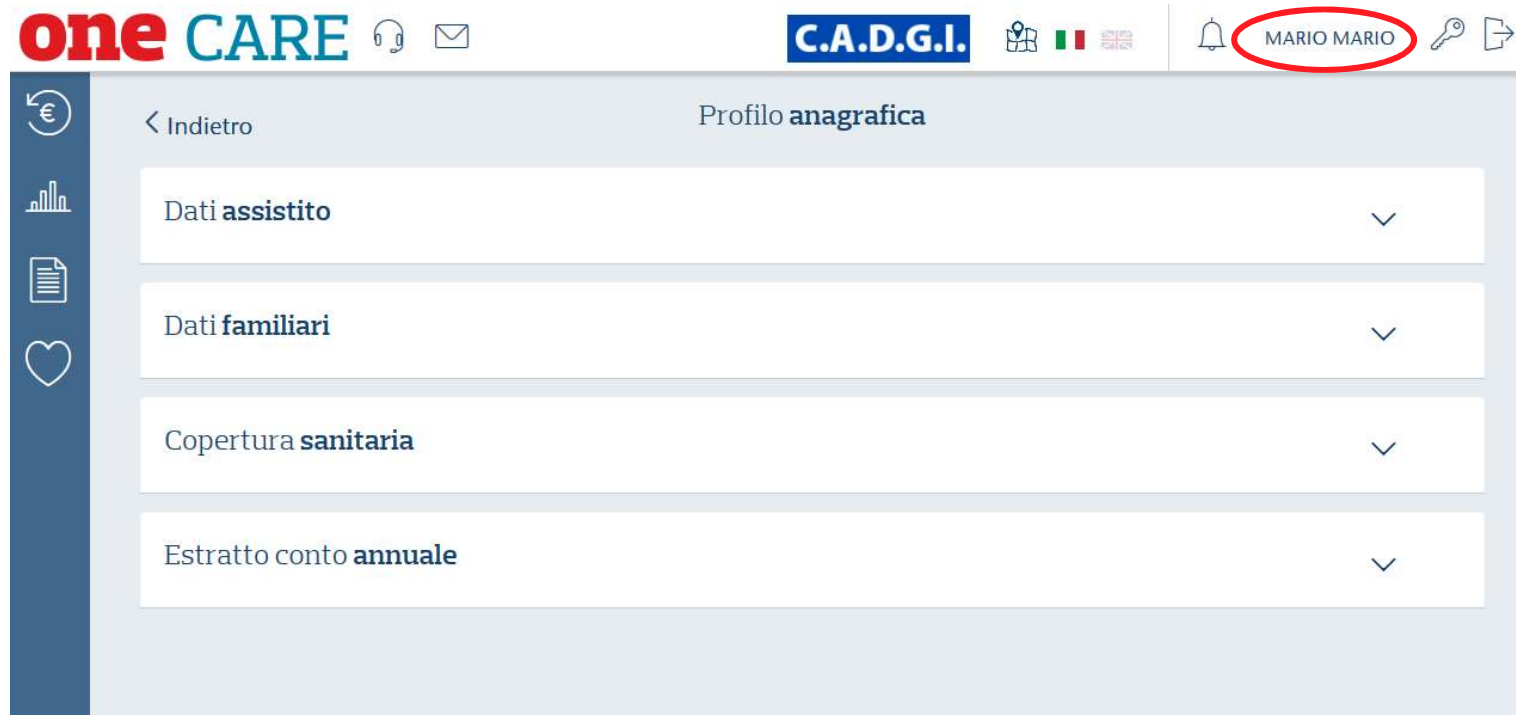 one CARE
C.A.D.G.I.
MARIO MARIO
€
Indietro
Profilo anagrafica
Dati assistito
Dati familiari
Copertura sanitaria
Estratto conto annuale